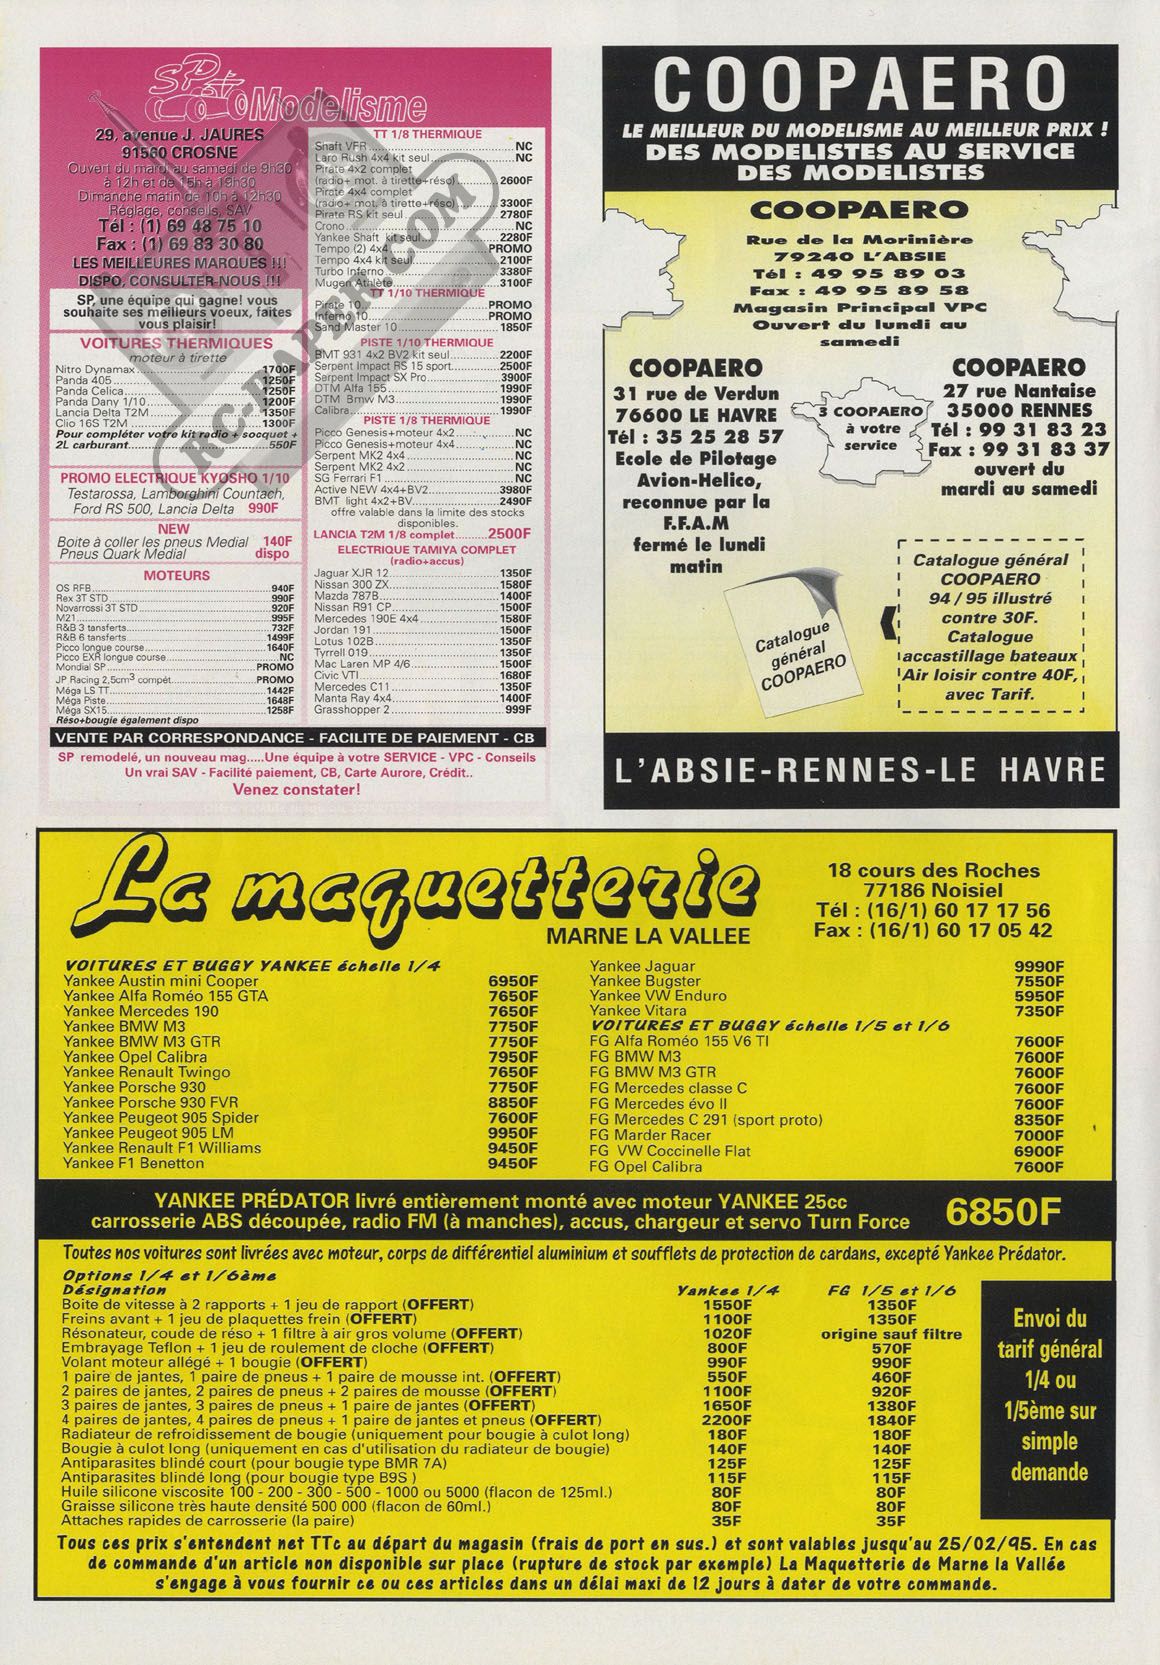 SP Modelisme
29, avenue J. JAURES
91560 CROSNE
Ouvert du mardi au samedi de 9h30
à 12h et de 15h à 19h30
Dimanche matin de 10h à 12h30
Réglage, conseils, SAV
Tél : (1) 69 48 75 10
Fax : (1) 69 83 30 80
LES MEILLEURES MARQUES !!!
DISPO, CONSULTER-NOUS !!!
SP, une équipe qui gagne! vous
souhaite ses meilleurs voeux, faites
vous plaisir!
VOITURES THERMIQUES
moteur à tirette
Nitro Dynamax 1700F
Panda 405 1250F
Panda Celica 1250F
Panda Dany 1/10 1200F
Lancia Delta T2M 1350F
Clio 16S T2M 1300F
Pour compléter votre kit radio + socquet +
2L carburant 550F
PROMO ELECTRIQUE KYOSHO 1/10
Testarossa, Lamborghini Countach,
Ford RS 500, Lancia Delta 990F
NEW
Boite à coller les pneus Medial 140F
Pneus Quark Medial dispo
MOTEURS
OS RFB 940F
Rex 3T STD 990F
Novarrossi 3T STD 920F
M21 995F
R&B 3 tansferts 732F
R&B 6 tansferts 1499F
Picco longue course 1640F
Picco EXR longue course NC
Mondial SP PROMO
JP Racing 2,5cm3 compét. PROMO
Méga LS TT 1442F
Méga Piste 1648F
Méga SX15 1258F
Réso+bougie également dispo
TT 1/8 THERMIQUE
Shaft VFR NC
Laro Rush 4x4 kit seul NC
Pirate 4x2 complet
(radio+ mot. à tirette+réso) 2600F
Pirate 4x4 complet
(radio+ mot. à tirette+réso) 3300F
Pirate RS kit seul 2780F
Crono NC
Yankee Shaft kit seul 2280F
Tempo (2) 4x4 PROMO
Tempo 4x4 kit seul 2100F
Turbo Inferno 3380F
Mugen Athlète 3100F
TT 1/10 THERMIQUE
Pirate 10 PROMO
Inferno 10 PROMO
Sand Master 10 1850F
PISTE 1/10 THERMIQUE
BMT 931 4x2 BV2 kit seul 2200F
Serpent Impact RS 15 sport 2500F
Serpent Impact SX Pro 3900F
DTM Alfa 155 1990F
DTM Bmw M3 1990F
Calibra 1990F
PISTE 1/8 THERMIQUE
Picco Genesis+moteur 4x2 NC
Picco Genesis+moteur 4x4 NC
Serpent MK2 4x4 NC
Serpent MK2 4x2 NC
SG Ferrari F1 NC
Active NEW 4x4+BV2 3980F
BMT light 4x2+BV 2490F
offre valable dans la limite des stocks
disponibles.
LANCIA T2M 1/8 complet 2500F
ELECTRIQUE TAMIYA COMPLET
(radio+accus)
Jaguar XJR 12 1350F
Nissan 300 ZX 1580F
Mazda 787B 1400F
Nissan R91 CP 1500F
Mercedes 190E 4x4 1580F
Jordan 191 1500F
Lotus 102B 1350F
Tyrrell 019 1350F
Mac Laren MP 4/6 1500F
Civic VTI 1680F
Mercedes C11 1350F
Manta Ray 4x4 1400F
Grasshopper 2 999F
VENTE PAR CORRESPONDANCE - FACILITE DE PAIEMENT - CB
SP remodelé, un nouveau mag.....Une équipe à votre SERVICE - VPC - Conseils
Un vrai SAV - Facilité paiement, CB, Carte Aurore, Crédit..
Venez constater!
RC-PAPER.COM
COOPAERO
LE MEILLEUR DU MODELISME AU MEILLEUR PRIX !
DES MODELISTES AU SERVICE
DES MODELISTES
COOPAERO
Rue de la Morinière
79240 L'ABSIE
Tél : 49 95 89 03
Fax : 49 95 89 58
Magasin Principal VPC
Ouvert du lundi au
samedi
COOPAERO
31 rue de Verdun
76600 LE HAVRE
Tél : 35 25 28 57
Ecole de Pilotage
Avion-Helico,
reconnue par la
F.F.A.M
fermé le lundi
matin
3 COOPAERO
à votre
service
COOPAERO
27 rue Nantaise
35000 RENNES
Tél : 99 31 83 23
Fax : 99 31 83 37
ouvert du
mardi au samedi
Catalogue
général
COOPAERO
Catalogue général
COOPAERO
94 / 95 illustré
contre 30F.
Catalogue
accastillage bateaux
Air loisir contre 40F,
avec Tarif.
L'ABSIE-RENNES-LE HAVRE
La maquetterie
MARNE LA VALLEE
18 cours des Roches
77186 Noisiel
Tél : (16/1) 60 17 17 56
Fax : (16/1) 60 17 05 42
VOITURES ET BUGGY YANKEE échelle 1/4
Yankee Austin mini Cooper 6950F
Yankee Alfa Roméo 155 GTA 7650F
Yankee Mercedes 190 7650F
Yankee BMW M3 7750F
Yankee BMW M3 GTR 7750F
Yankee Opel Calibra 7950F
Yankee Renault Twingo 7650F
Yankee Porsche 930 7750F
Yankee Porsche 930 FVR 8850F
Yankee Peugeot 905 Spider 7600F
Yankee Peugeot 905 LM 9950F
Yankee Renault F1 Williams 9450F
Yankee F1 Benetton 9450F
Yankee Jaguar 9990F
Yankee Bugster 7550F
Yankee VW Enduro 5950F
Yankee Vitara 7350F
VOITURES ET BUGGY échelle 1/5 et 1/6
FG Alfa Roméo 155 V6 TI 7600F
FG BMW M3 7600F
FG BMW M3 GTR 7600F
FG Mercedes classe C 7600F
FG Mercedes évo II 7600F
FG Mercedes C 291 (sport proto) 8350F
FG Marder Racer 7000F
FG VW Coccinelle Flat 6900F
FG Opel Calibra 7600F
YANKEE PRÉDATOR livré entièrement monté avec moteur YANKEE 25cc
carrosserie ABS découpée, radio FM (à manches), accus, chargeur et servo Turn Force 6850F
Toutes nos voitures sont livrées avec moteur, corps de différentiel aluminium et soufflets de protection de cardans, excepté Yankee Prédator.
Options 1/4 et 1/6ème
Désignation Yankee 1/4 FG 1/5 et 1/6
Boite de vitesse à 2 rapports + 1 jeu de rapport (OFFERT) 1550F 1350F
Freins avant + 1 jeu de plaquettes frein (OFFERT) 1100F 1350F
Résonateur, coude de réso + 1 filtre à air gros volume (OFFERT) 1020F origine sauf filtre
Embrayage Teflon + 1 jeu de roulement de cloche (OFFERT) 800F 570F
Volant moteur allégé + 1 bougie (OFFERT) 990F 990F
1 paire de jantes, 1 paire de pneus + 1 paire de mousse int. (OFFERT) 550F 460F
2 paires de jantes, 2 paires de pneus + 2 paires de mousse (OFFERT) 1100F 920F
3 paires de jantes, 3 paires de pneus + 1 paire de jantes (OFFERT) 1650F 1380F
4 paires de jantes, 4 paires de pneus + 1 paire de jantes et pneus (OFFERT) 2200F 1840F
Radiateur de refroidissement de bougie (uniquement pour bougie à culot long) 180F 180F
Bougie à culot long (uniquement en cas d'utilisation du radiateur de bougie) 140F 140F
Antiparasites blindé court (pour bougie type BMR 7A) 125F 125F
Antiparasites blindé long (pour bougie type B9S ) 115F 115F
Huile silicone viscosite 100 - 200 - 300 - 500 - 1000 ou 5000 (flacon de 125ml.) 80F 80F
Graisse silicone très haute densité 500 000 (flacon de 60ml.) 80F 80F
Attaches rapides de carrosserie (la paire) 35F 35F
Envoi du
tarif général
1/4 ou
1/5ème sur
simple
demande
Tous ces prix s'entendent net TTc au départ du magasin (frais de port en sus.) et sont valables jusqu'au 25/02/95. En cas
de commande d'un article non disponible sur place (rupture de stock par exemple) La Maquetterie de Marne la Vallée
s'engage à vous fournir ce ou ces articles dans un délai maxi de 12 jours à dater de votre commande.